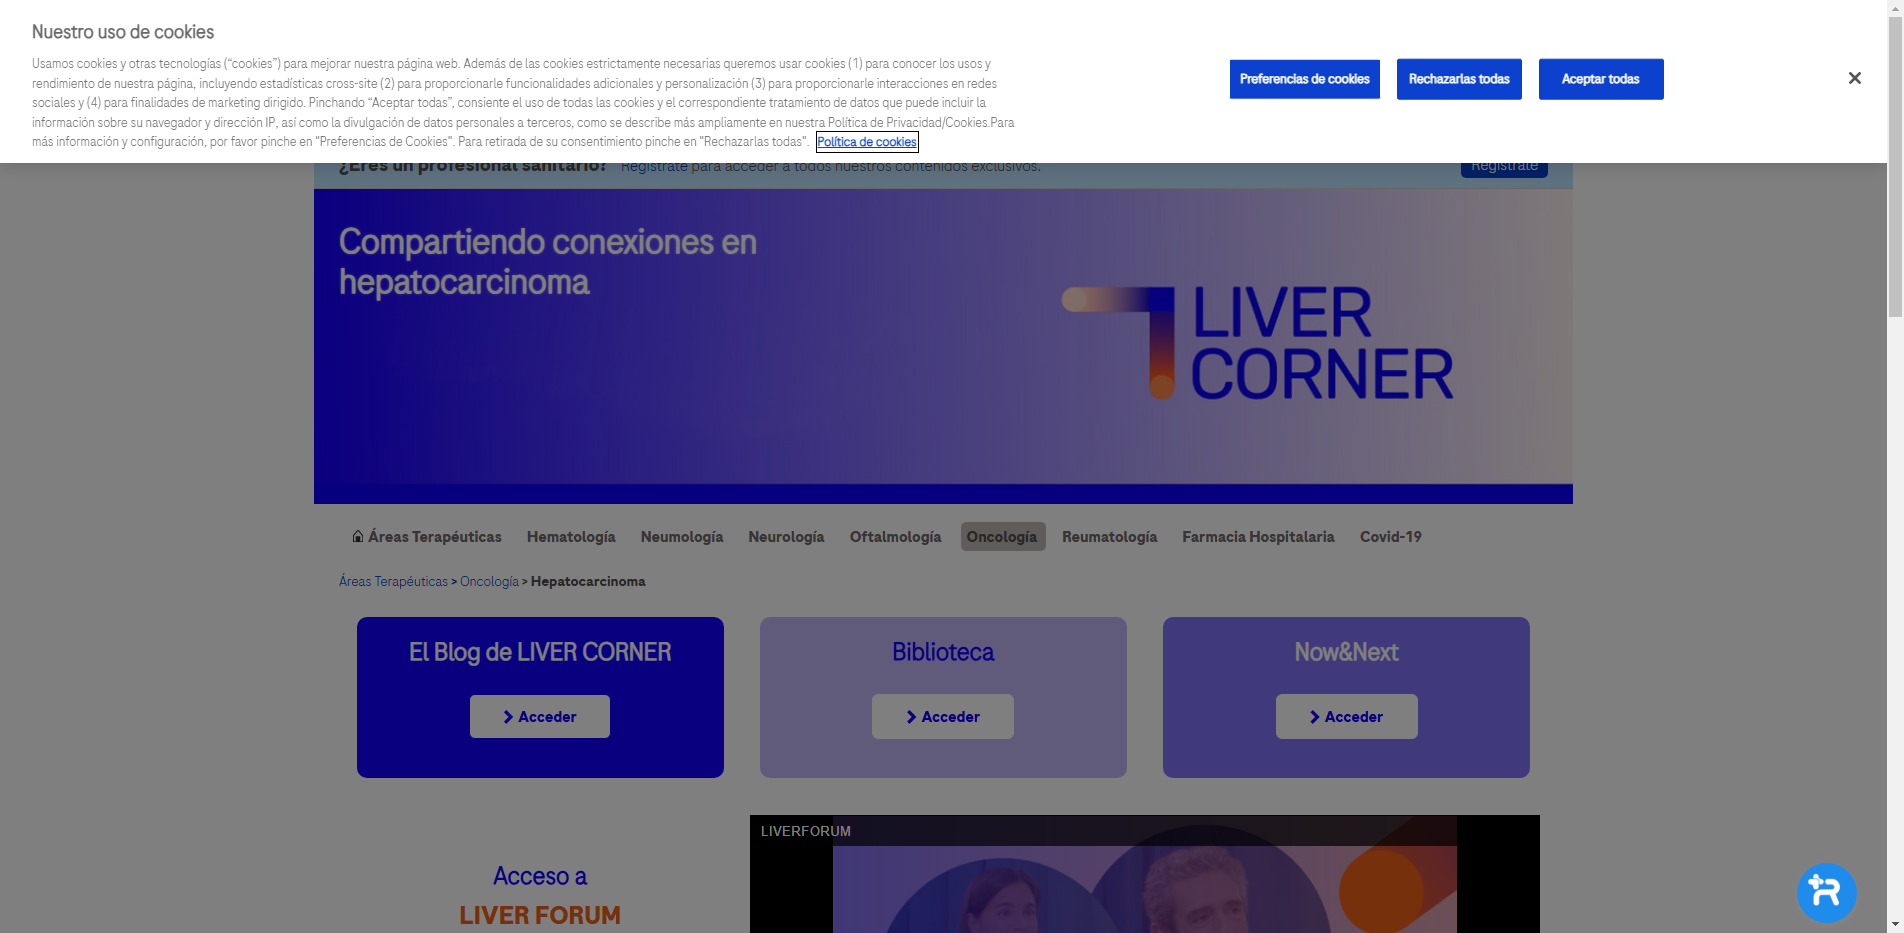 Nuestro uso de cookies
Usamos cookies y otras tecnologías (“cookies”) para mejorar nuestra página web. Además de las cookies estrictamente necesarias queremos usar cookies (1) para conocer los usos y
rendimiento de nuestra página, incluyendo estadísticas cross-site (2) para proporcionarle funcionalidades adicionales y personalización (3) para proporcionarle interacciones en redes
sociales y (4) para finalidades de marketing dirigido. Pinchando “Aceptar todas”, consiente el uso de todas las cookies y el correspondiente tratamiento de datos que puede incluir la
información sobre su navegador y dirección IP, así como la divulgación de datos personales a terceros, como se describe más ampliamente en nuestra Política de Privacidad/Cookies.Para
más información y configuración, por favor pinche en "Preferencias de Cookies". Para retirada de su consentimiento pinche en "Rechazarlas todas". Política de cookies
Preferencias de cookies
Rechazarlas todas
Aceptar todas
¿Eres un profesional sanitario? Regístrate para acceder a todos nuestros contenidos exclusivos.
Regístrate
Compartiendo conexiones en
hepatocarcinoma
LIVER
CORNER
Áreas Terapéuticas Hematología Neumología Neurología Oftalmología Oncología Reumatología Farmacia Hospitalaria Covid-19
Áreas Terapéuticas > Oncología > Hepatocarcinoma
El Blog de LIVER CORNER
Acceder
Biblioteca
Acceder
Now&Next
Acceder
Acceso a
LIVER FORUM
LIVERFORUM